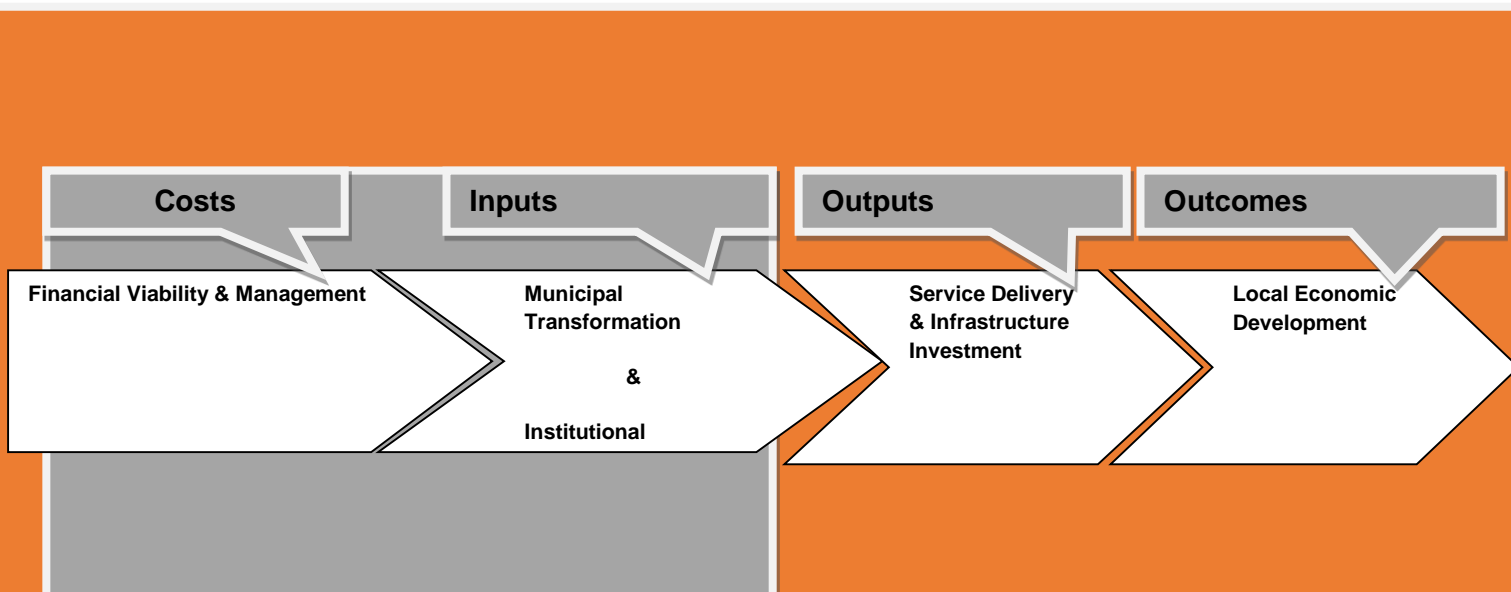 Costs
Inputs
Outputs
Outcomes
Financial Viability & Management
Municipal
Transformation
&
Institutional
Service Delivery
& Infrastructure
Investment
Local Economic
Development